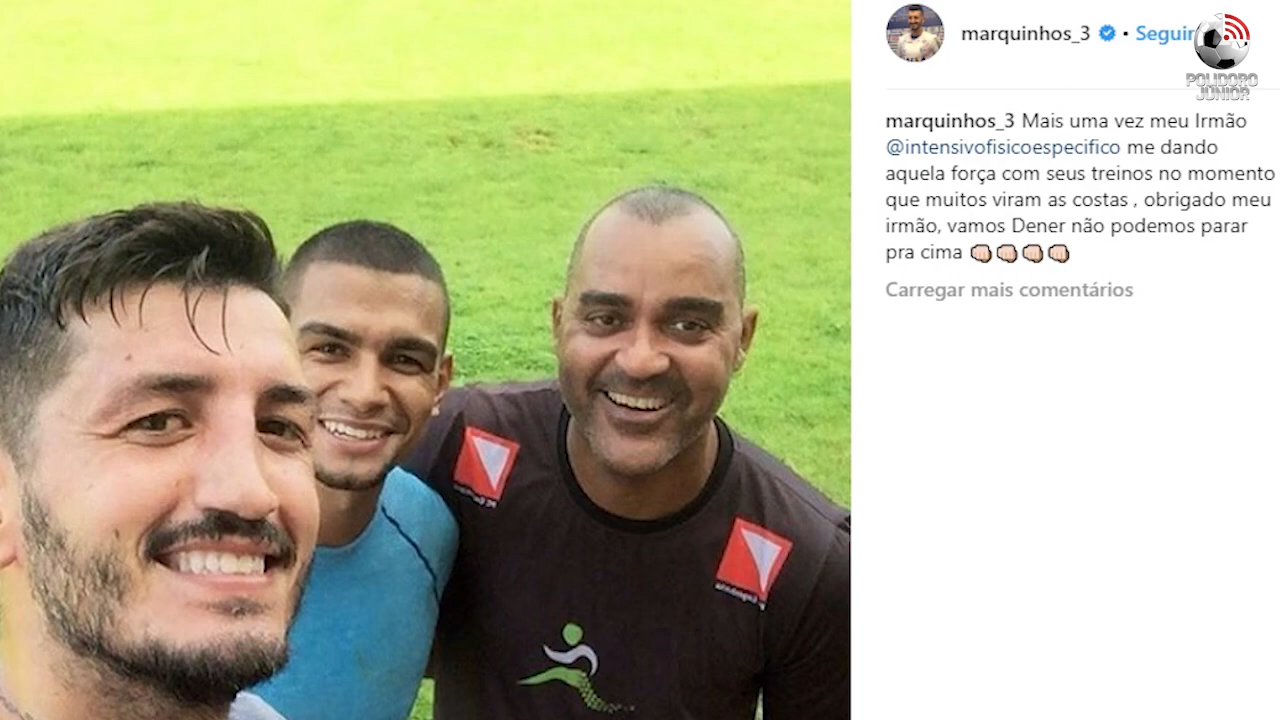 marquinhos_3 • Seguir
POLIDORO
JÚNIOR
marquinhos_3 Mais uma vez meu Irmão
@intensivofisicoespecifico me dando
aquela força com seus treinos no momento
que muitos viram as costas , obrigado meu
irmão, vamos Dener não podemos parar
pra cima 👊🏻👊🏻👊🏻👊🏻
Carregar mais comentários